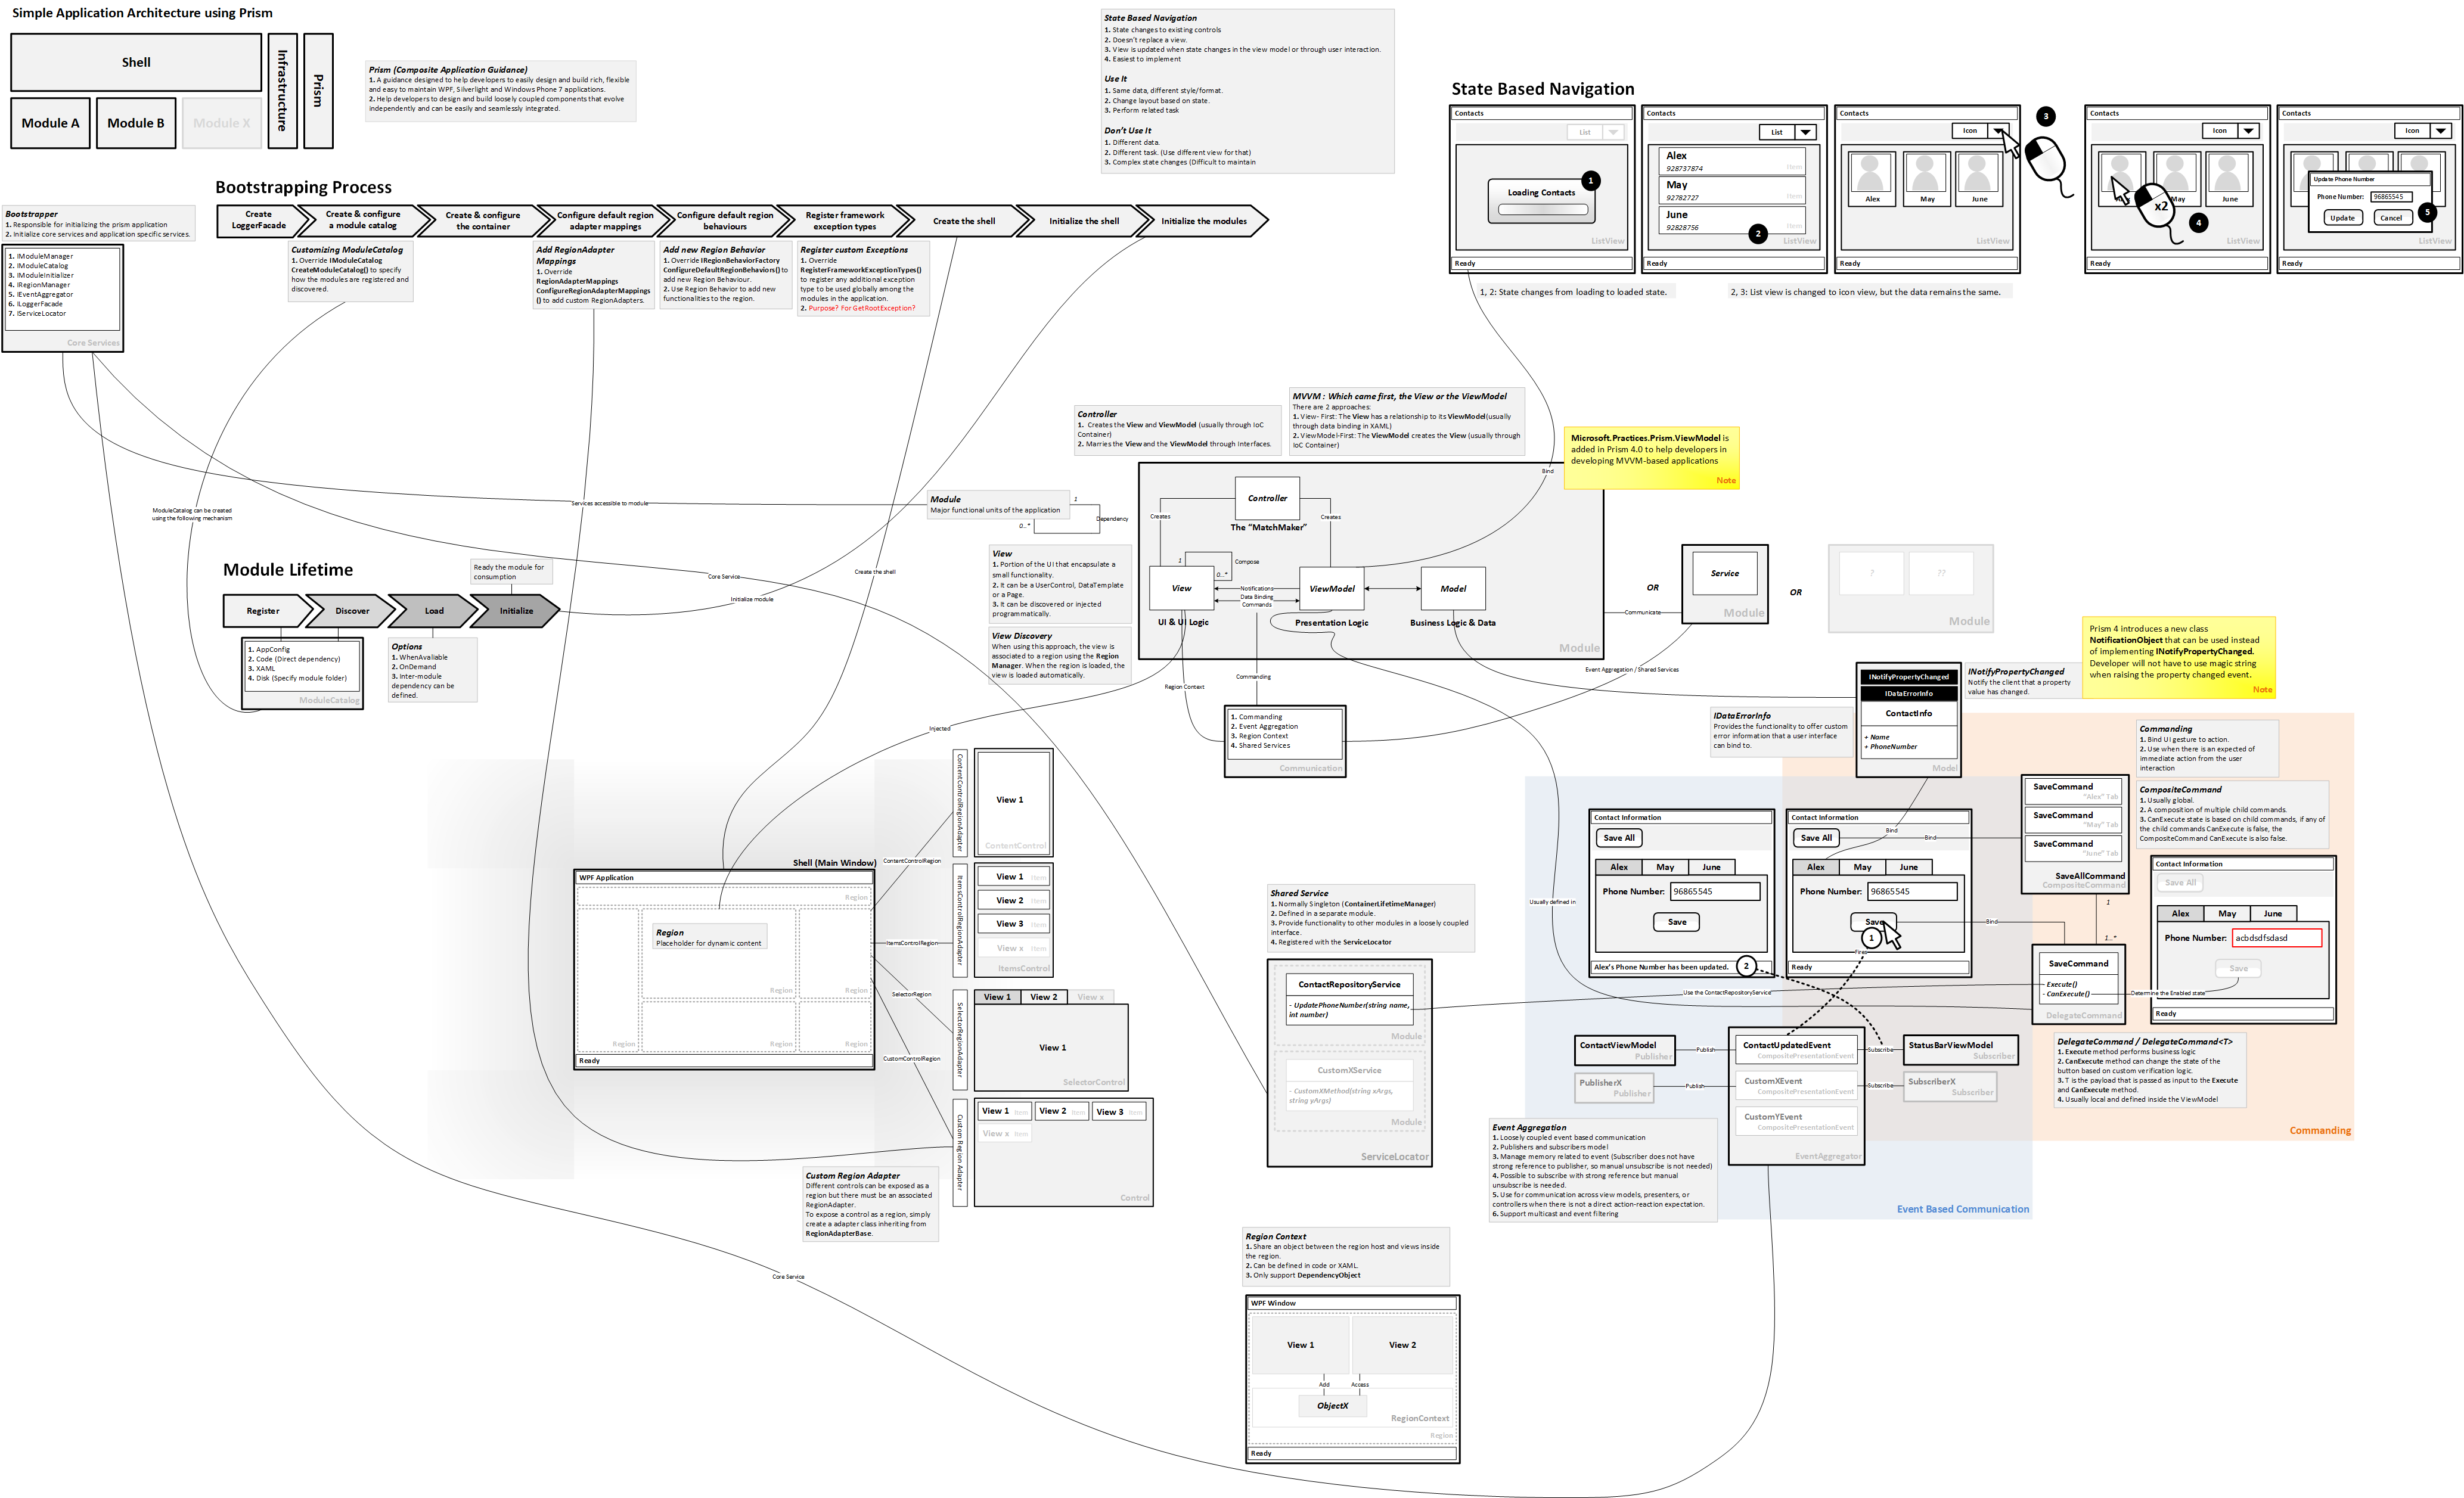 Simple Application Architecture using Prism
Shell
Infrastructure
Prism
Module A
Module B
Module X
Prism (Composite Application Guidance)
1. A guidance designed to help developers to easily design and build rich, flexible
and easy to maintain WPF, Silverlight and Windows Phone 7 applications.
2. Help developers to design and build loosely coupled components that evolve
independently and can be easily and seamlessly integrated.
State Based Navigation
1. State changes to existing controls
2. Doesn't replace a view.
3. View is updated when state changes in the view model or through user interaction.
4. Easiest to implement
Use It
1. Same data, different style/format.
2. Change layout based on state.
3. Perform related task
Don't Use It
1. Different data.
2. Different task. (Use different view for that)
3. Complex state changes (Difficult to maintain
State Based Navigation
Contacts
List
Loading Contacts
1
ListView
Ready
Contacts
List
Alex
928737874
Item
May
92782727
Item
June
92828756
Item
2
ListView
Ready
Contacts
Icon
Alex
May
June
ListView
Ready
3
Contacts
Icon
Alex
May
June
x2
4
ListView
Ready
Contacts
Icon
Update Phone Number
Phone Number:
96865545
Update
Cancel
5
ListView
Ready
1, 2: State changes from loading to loaded state.
2, 3: List view is changed to icon view, but the data remains the same.
Bootstrapping Process
Bootstrapper
1. Responsible for initializing the prism application
2. Initialize core services and application specific services.
1. IModuleManager
2. IModuleCatalog
3. IModuleInitializer
4. IRegionManager
5. IEventAggregator
6. ILoggerFacade
7. IServiceLocator
Core Services
Create
LoggerFacade
Create & configure
a module catalog
Create & configure
the container
Configure default region
adapter mappings
Configure default region
behaviours
Register framework
exception types
Create the shell
Initialize the shell
Initialize the modules
Customizing ModuleCatalog
1. Override IModuleCatalog
CreateModuleCatalog() to specify
how the modules are registered and
discovered.
Add RegionAdapter
Mappings
1. Override
RegionAdapterMappings
ConfigureRegionAdapterMappings
() to add custom RegionAdapters.
Add new Region Behavior
1. Override IRegionBehaviorFactory
ConfigureDefaultRegionBehaviors() to
add new Region Behaviour.
2. Use Region Behavior to add new
functionalities to the region.
Register custom Exceptions
1. Override
RegisterFrameworkExceptionTypes()
to register any additional exception
type to be used globally among the
modules in the application.
2. Purpose? For GetRootException?
Controller
1. Creates the View and ViewModel (usually through IoC
Container)
2. Marries the View and the ViewModel through Interfaces.
MVVM : Which came first, the View or the ViewModel
There are 2 approaches:
1. View- First: The View has a relationship to its ViewModel(usually
through data binding in XAML)
2. ViewModel-First: The ViewModel creates the View (usually through
IoC Container)
Microsoft.Practices.Prism.ViewModel is
added in Prism 4.0 to help developers in
developing MVVM-based applications
Note
Bind
Services accessible to module
Module
Major functional units of the application
1
0...*
Dependency
ModuleCatalog can be created
using the following mechanism
Controller
The "MatchMaker"
Creates
Creates
1
0...*
Compose
View
UI & UI Logic
Notifications
Data Binding
Commands
ViewModel
Presentation Logic
Model
Business Logic & Data
Module
Communicate
OR
Service
Module
OR
?
??
Module
View
1. Portion of the UI that encapsulate a
small functionality.
2. It can be a UserControl, DataTemplate
or a Page.
3. It can be discovered or injected
programmatically.
View Discovery
When using this approach, the view is
associated to a region using the Region
Manager. When the region is loaded, the
view is loaded automatically.
Module Lifetime
Ready the module for
consumption
Register
Discover
Load
Initialize
Core Service
Create the shell
Initialize module
1. AppConfig
2. Code (Direct dependency)
3. XAML
4. Disk (Specify module folder)
ModuleCatalog
Options
1. WhenAvaliable
2. OnDemand
3. Inter-module
dependency can be
defined.
Region Context
Commanding
Event Aggregation / Shared Services
Injected
1. Commanding
2. Event Aggregation
3. Region Context
4. Shared Services
Communication
Prism 4 introduces a new class
NotificationObject that can be used instead
of implementing INotifyPropertyChanged.
Developer will not have to use magic string
when raising the property changed event.
Note
INotifyPropertyChanged
Notify the client that a property
value has changed.
INotifyPropertyChanged
IDataErrorInfo
ContactInfo
+ Name
+ PhoneNumber
Model
IDataErrorInfo
Provides the functionality to offer custom
error information that a user interface
can bind to.
Commanding
1. Bind UI gesture to action.
2. Use when there is an expected of
immediate action from the user
interaction
CompositeCommand
1. Usually global.
2. A composition of multiple child commands.
3. CanExecute state is based on child commands, if any of
the child commands CanExecute is false, the
CompositeCommand CanExecute is also false.
SaveCommand
"Alex" Tab
SaveCommand
"May" Tab
SaveCommand
"June" Tab
SaveAllCommand
CompositeCommand
1
1...*
Contact Information
Save All
Alex
May
June
Phone Number:
96865545
Save
Alex's Phone Number has been updated.
2
Contact Information
Save All
Bind
Bind
Alex
May
June
Phone Number:
96865545
Save
Bind
1
Fires
Ready
Contact Information
Save All
Alex
May
June
Phone Number:
acbdsdfsdasd
Save
Ready
SaveCommand
- Execute()
- CanExecute()
DelegateCommand
Determine the Enabled state
Use the ContactRepositoryService
Usually defined in
DelegateCommand / DelegateCommand<T>
1. Execute method performs business logic
2. CanExecute method can change the state of the
button based on custom verification logic.
3. T is the payload that is passed as input to the Execute
and CanExecute method.
4. Usually local and defined inside the ViewModel
Commanding
Shell (Main Window)
WPF Application
Region
Region
Placeholder for dynamic content
Region
Region
Region
Region
Region
Ready
ContentControlRegion
ItemsControlRegion
SelectorRegion
CustomControlRegion
ContentControlRegionAdapter
View 1
ContentControl
ItemsControlRegionAdapter
View 1 Item
View 2 Item
View 3 Item
View x Item
ItemsControl
SelectorRegionAdapter
View 1
View 2
View x
View 1
SelectorControl
Custom Region Adapter
View 1 Item
View 2 Item
View 3 Item
View x Item
Control
Custom Region Adapter
Different controls can be exposed as a
region but there must be an associated
RegionAdapter.
To expose a control as a region, simply
create a adapter class inheriting from
RegionAdapterBase.
Shared Service
1. Normally Singleton (ContainerLifetimeManager)
2. Defined in a separate module.
3. Provide functionality to other modules in a loosely coupled
interface.
4. Registered with the ServiceLocator
ContactRepositoryService
- UpdatePhoneNumber(string name,
int number)
Module
CustomXService
- CustomXMethod(string xArgs,
string yArgs)
Module
ServiceLocator
ContactViewModel
Publisher
Publish
PublisherX
Publisher
Publish
ContactUpdatedEvent
CompositePresentationEvent
CustomXEvent
CompositePresentationEvent
CustomYEvent
CompositePresentationEvent
EventAggregator
Subscribe
StatusBarViewModel
Subscriber
Subscribe
SubscriberX
Subscriber
Event Aggregation
1. Loosely coupled event based communication
2. Publishers and subscribers model
3. Manage memory related to event (Subscriber does not have
strong reference to publisher, so manual unsubscribe is not needed)
4. Possible to subscribe with strong reference but manual
unsubscribe is needed.
5. Use for communication across view models, presenters, or
controllers when there is not a direct action-reaction expectation.
6. Support multicast and event filtering
Event Based Communication
Core Service
Region Context
1. Share an object between the region host and views inside
the region.
2. Can be defined in code or XAML.
3. Only support DependencyObject
WPF Window
View 1
View 2
Add
Access
ObjectX
RegionContext
Region
Ready